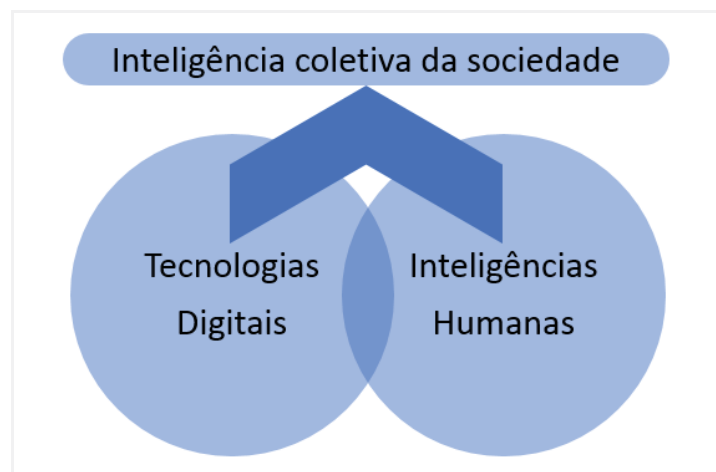 Inteligência coletiva da sociedade
Tecnologias
Digitais
Inteligências
Humanas